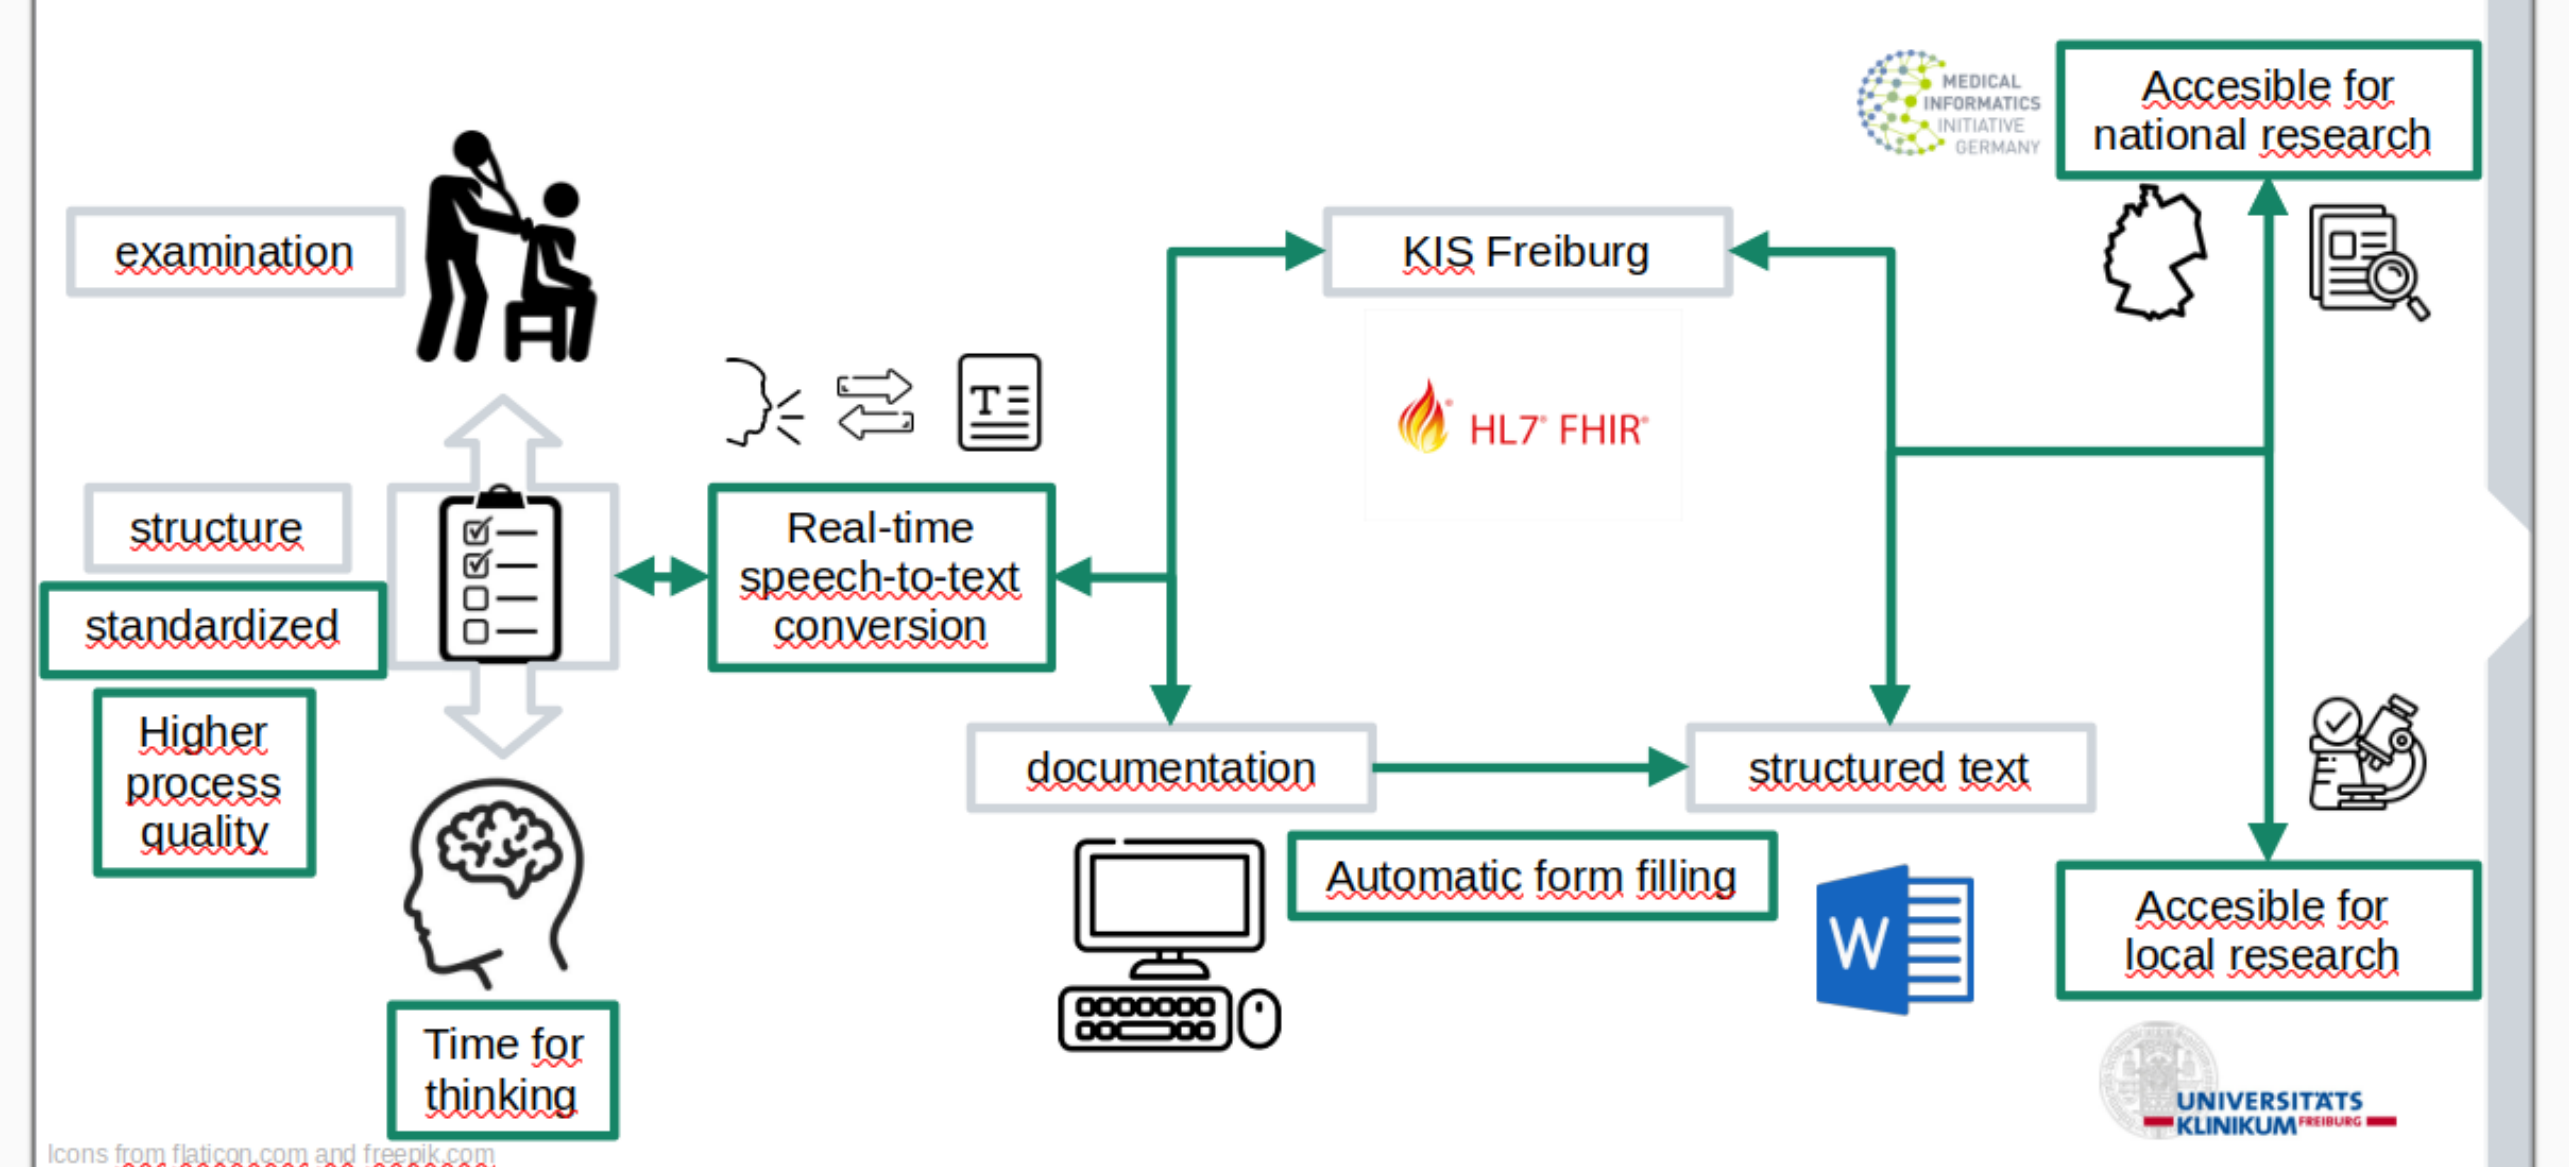 MEDICAL
INFORMATICS
INITIATIVE
GERMANY
Accesible for
national research
examination
KIS Freiburg
HL7® FHIR®
T
structure
standardized
Higher
process
quality
Real-time
speech-to-text
conversion
documentation
structured text
Automatic form filling
W
Accesible for
local research
Time for
thinking
UNIVERSITÄTS
KLINIKUM FREIBURG
Icons from flaticon.com and freepik.com